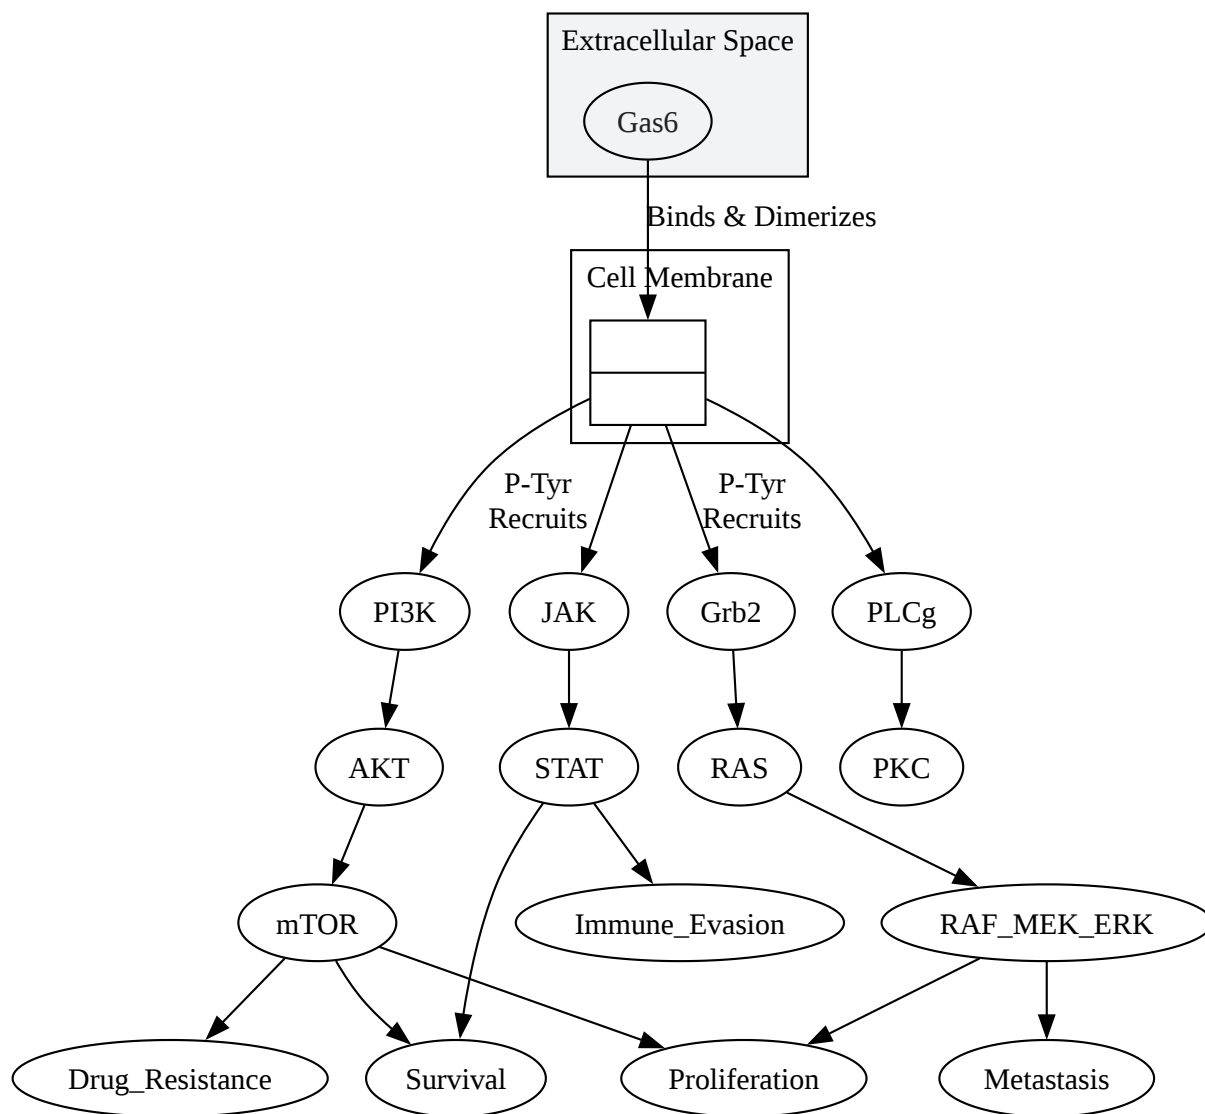 Extracellular Space
Gas6
Binds & Dimerizes
Cell Membrane
P-Tyr
Recruits
P-Tyr
Recruits
PI3K
JAK
Grb2
PLCg
AKT
STAT
RAS
PKC
mTOR
Immune_Evasion
RAF_MEK_ERK
Drug_Resistance
Survival
Proliferation
Metastasis